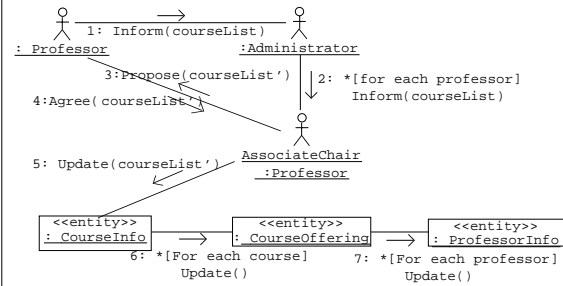 1: Inform(courseList)
: Professor
:Administrator
3:Propose(courseList')
2: *[for each professor]
Inform(courseList)
4:Agree(courseList')
AssociateChair
:Professor
5: Update(courseList')
<<entity>>
: CourseInfo
<<entity>>
: CourseOffering
<<entity>>
: ProfessorInfo
6: *[For each course]
Update()
7: *[For each professor]
Update()